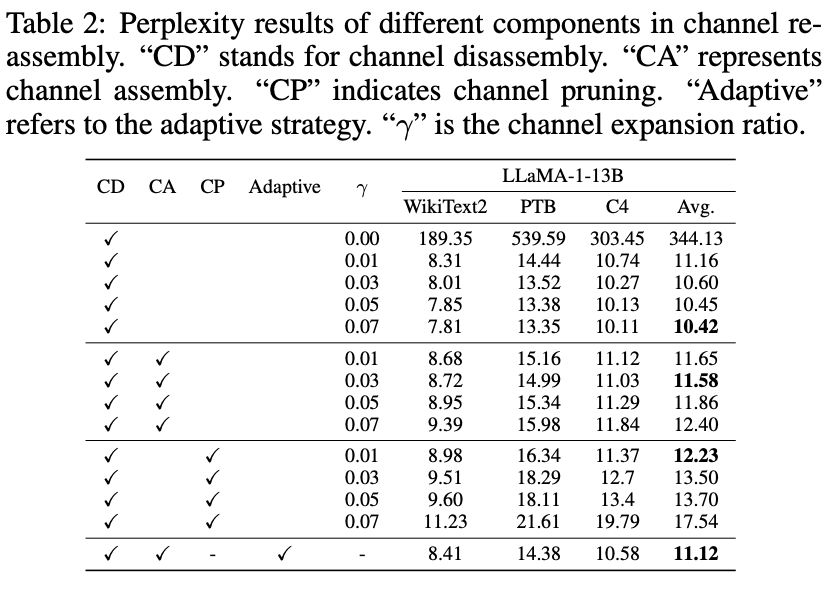 Table 2: Perplexity results of different components in channel re-
assembly. “CD” stands for channel disassembly. “CA” represents
channel assembly. “CP” indicates channel pruning. “Adaptive”
refers to the adaptive strategy. “γ” is the channel expansion ratio.
CD CA CP Adaptive γ LLaMA-1-13B
WikiText2 PTB C4 Avg.
✓ 0.00 189.35 539.59 303.45 344.13
✓ 0.01 8.31 14.44 10.74 11.16
✓ 0.03 8.01 13.52 10.27 10.60
✓ 0.05 7.85 13.38 10.13 10.45
✓ 0.07 7.81 13.35 10.11 10.42
✓ ✓ 0.01 8.68 15.16 11.12 11.65
✓ ✓ 0.03 8.72 14.99 11.03 11.58
✓ ✓ 0.05 8.95 15.34 11.29 11.86
✓ ✓ 0.07 9.39 15.98 11.84 12.40
✓ ✓ 0.01 8.98 16.34 11.37 12.23
✓ ✓ 0.03 9.51 18.29 12.7 13.50
✓ ✓ 0.05 9.60 18.11 13.4 13.70
✓ ✓ 0.07 11.23 21.61 19.79 17.54
✓ ✓ - ✓ - 8.41 14.38 10.58 11.12